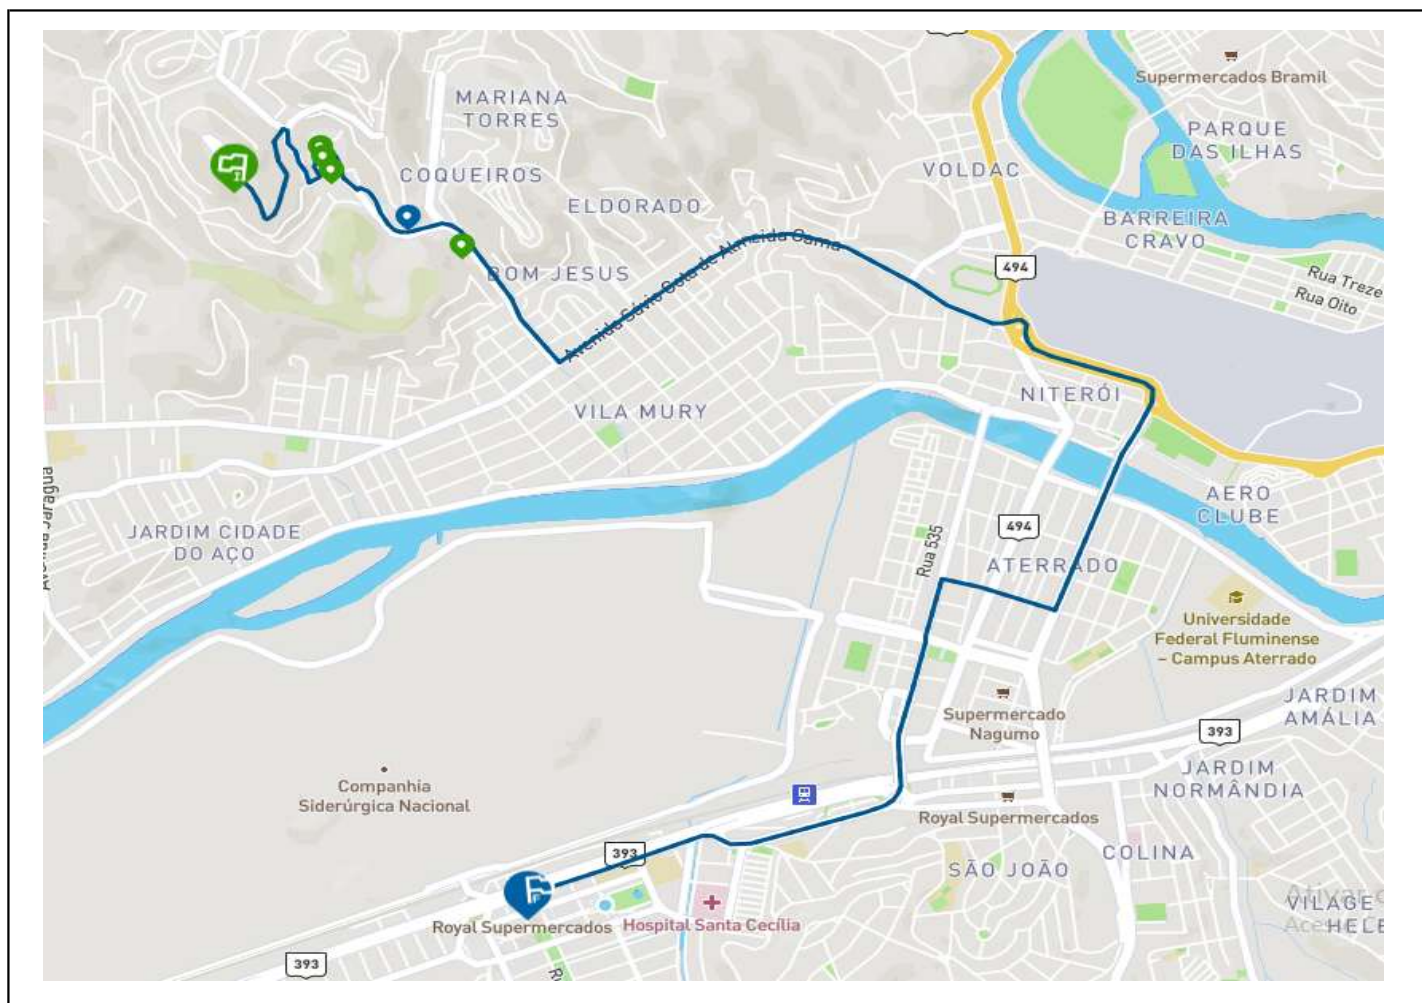 Supermercados Bramil
MARIANA
TORRES
PARQUE
DAS ILHAS
VOLDAC
COQUEIROS
ELDORADO
BARREIRA
CRAVO
BOM JESUS
494
Rua Treze
Rua Oito
NITERÓI
VILA MURY
AERO
CLUBE
JARDIM CIDADE
DO AÇO
494
Rua 535
ATERRADO
Universidade
Federal Fluminense
– Campus Aterrado
Supermercado
Nagumo
JARDIM
AMÁLIA
393
Companhia
Siderúrgica Nacional
JARDIM
NORMÂNDIA
Royal Supermercados
393
COLINA
SÃO JOÃO
Royal Supermercados
Hospital Santa Cecília
VILAGE
HELE
393